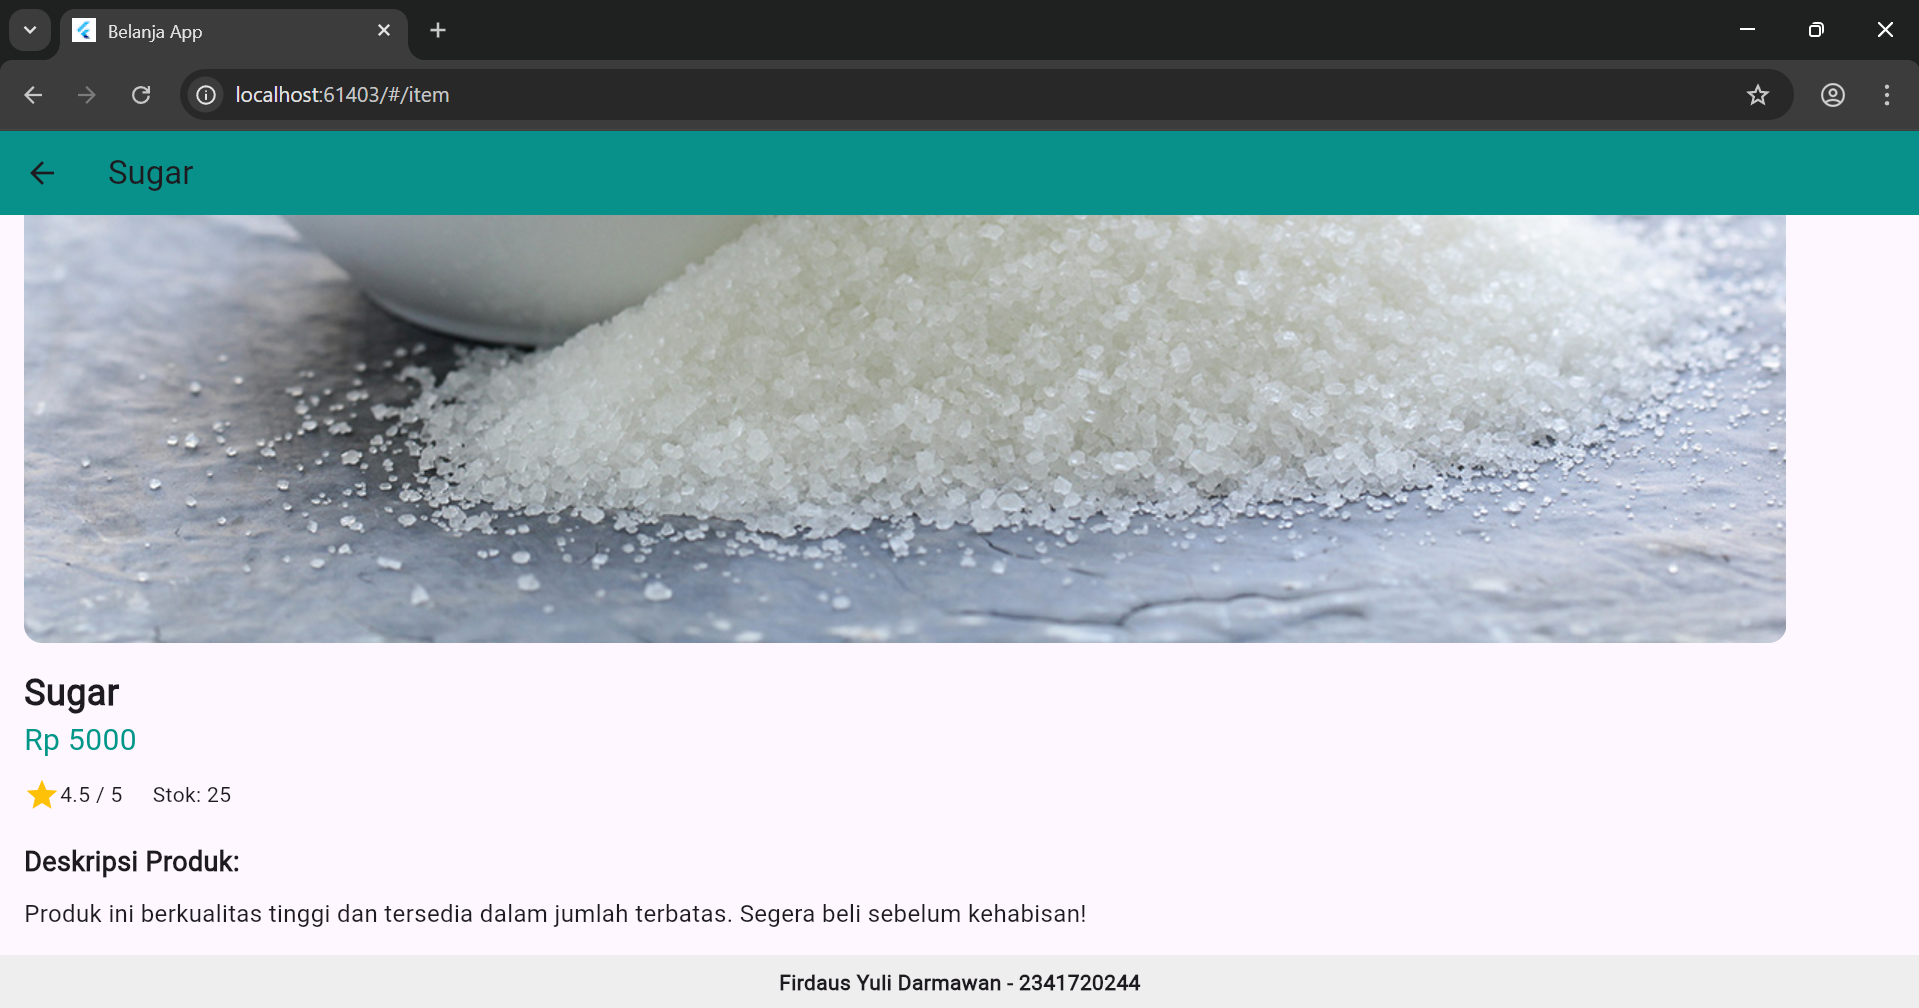 Belanja App
localhost:61403/#/item
Sugar
Sugar
Rp 5000
4.5 / 5 Stok: 25
Deskripsi Produk:
Produk ini berkualitas tinggi dan tersedia dalam jumlah terbatas. Segera beli sebelum kehabisan!
Firdaus Yuli Darmawan - 2341720244